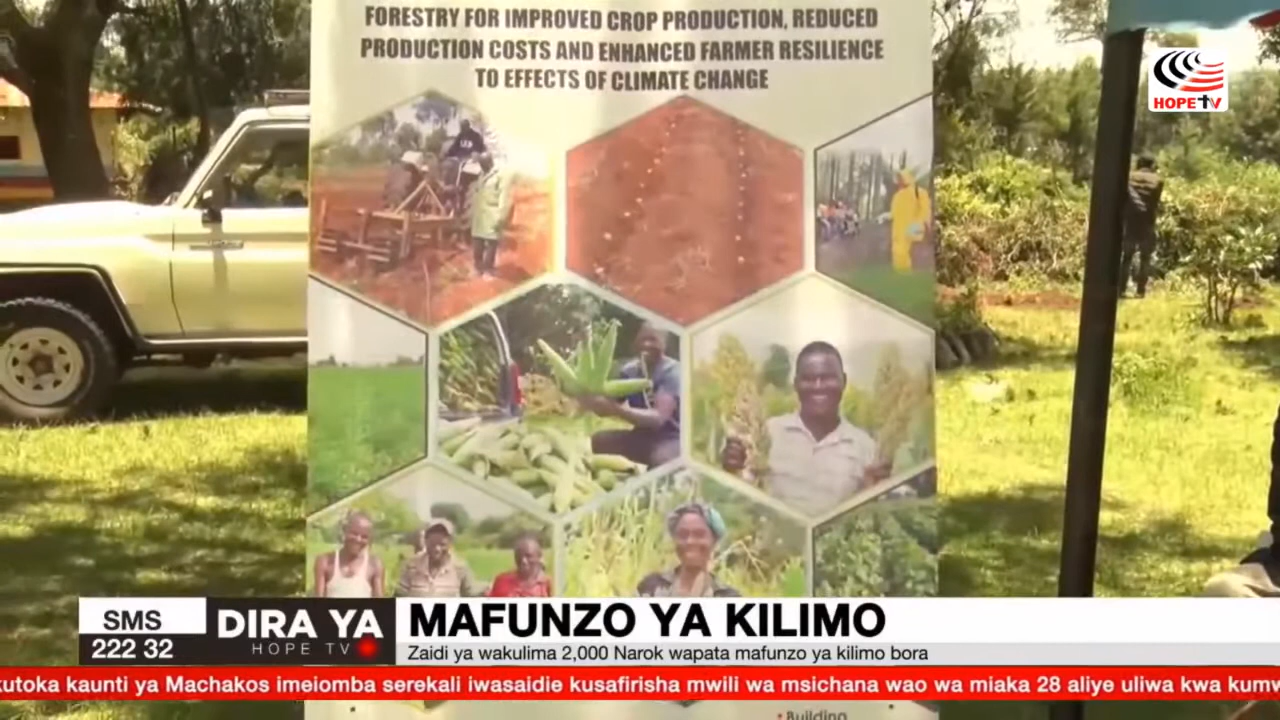 FORESTRY FOR IMPROVED CROP PRODUCTION, REDUCED
PRODUCTION COSTS AND ENHANCED FARMER RESILIENCE
TO EFFECTS OF CLIMATE CHANGE
HOPE TV
SMS
222 32
DIRA YA
HOPE TV
MAFUNZO YA KILIMO
Zaidi ya wakulima 2,000 Narok wapata mafunzo ya kilimo bora
kutoka kaunti ya Machakos imeiomba serekali iwasaidie kusafirisha mwili wa msichana wao wa miaka 28 aliye uliwa kwa
Building